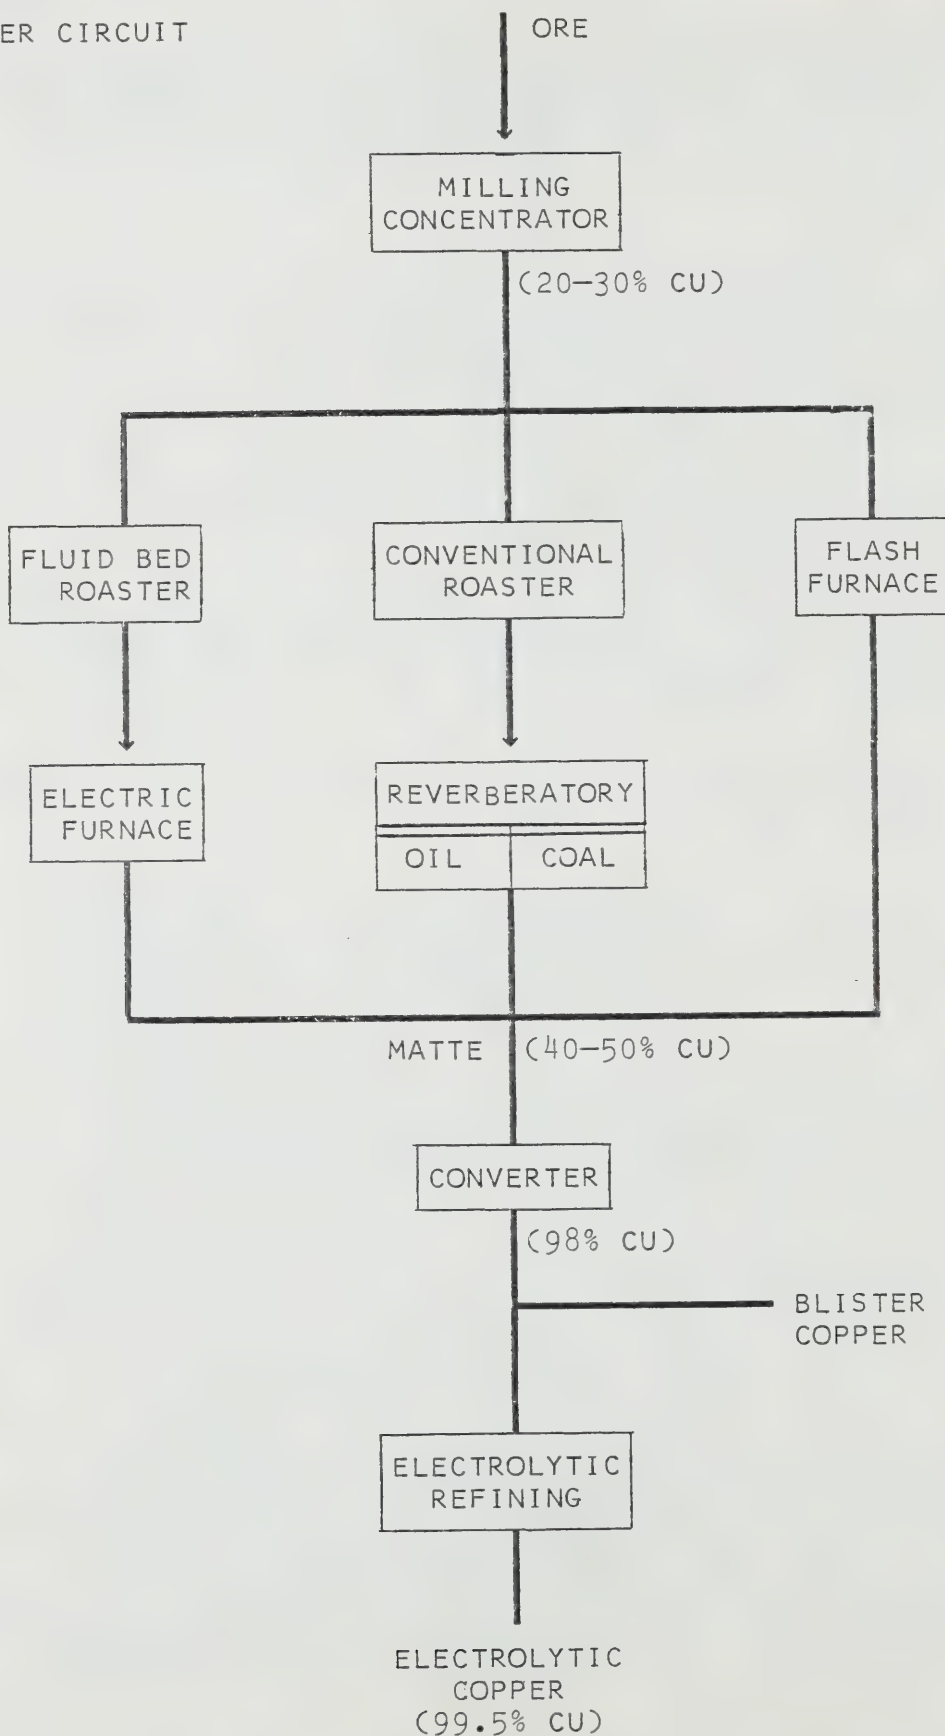 ER CIRCUIT
ORE
MILLING
CONCENTRATOR
(20-30% CU)
FLUID BED
ROASTER
CONVENTIONAL
ROASTER
FLASH
FURNACE
ELECTRIC
FURNACE
REVERBERATORY
OIL
COAL
MATTE (40-50% CU)
CONVERTER
(98% CU)
BLISTER
COPPER
ELECTROLYTIC
REFINING
ELECTROLYTIC
COPPER
(99.5% CU)